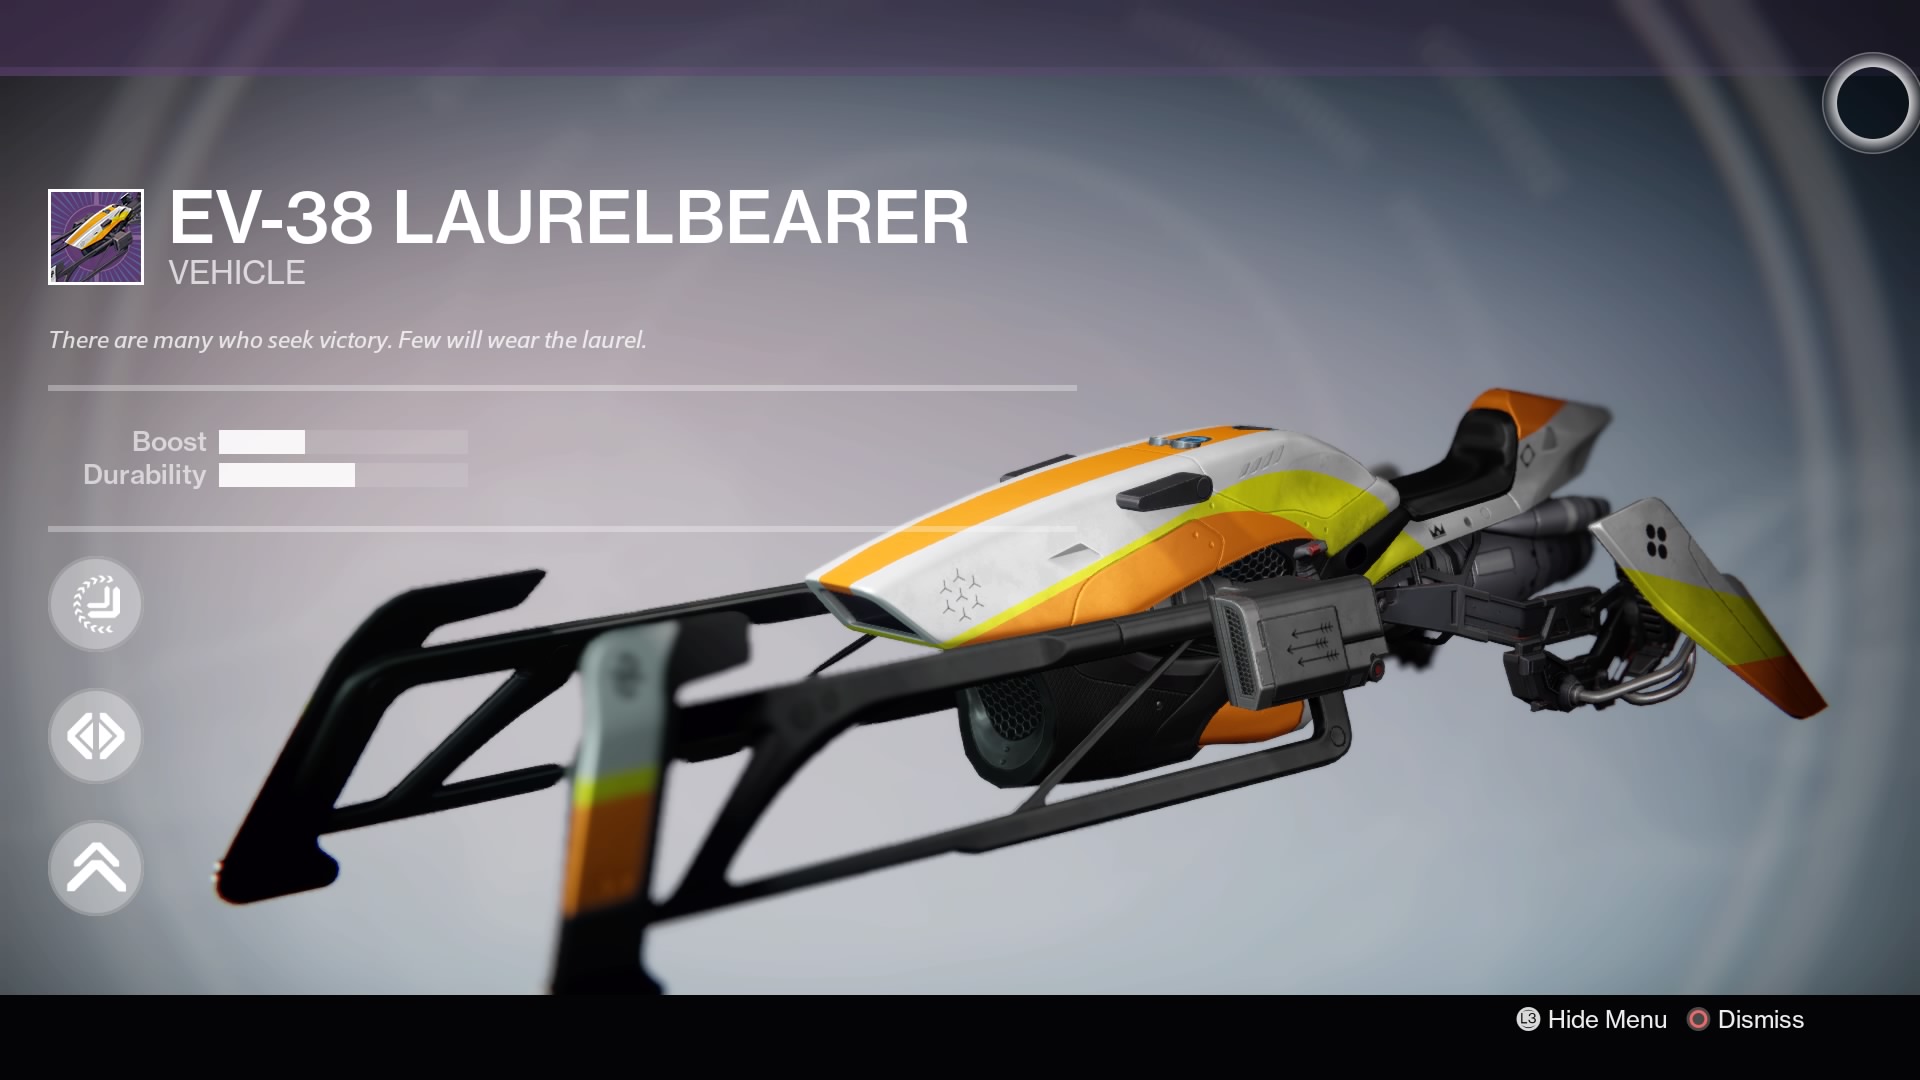 EV-38 LAURELBEARER
VEHICLE
There are many who seek victory. Few will wear the laurel.
Boost
Durability
L3 Hide Menu Dismiss